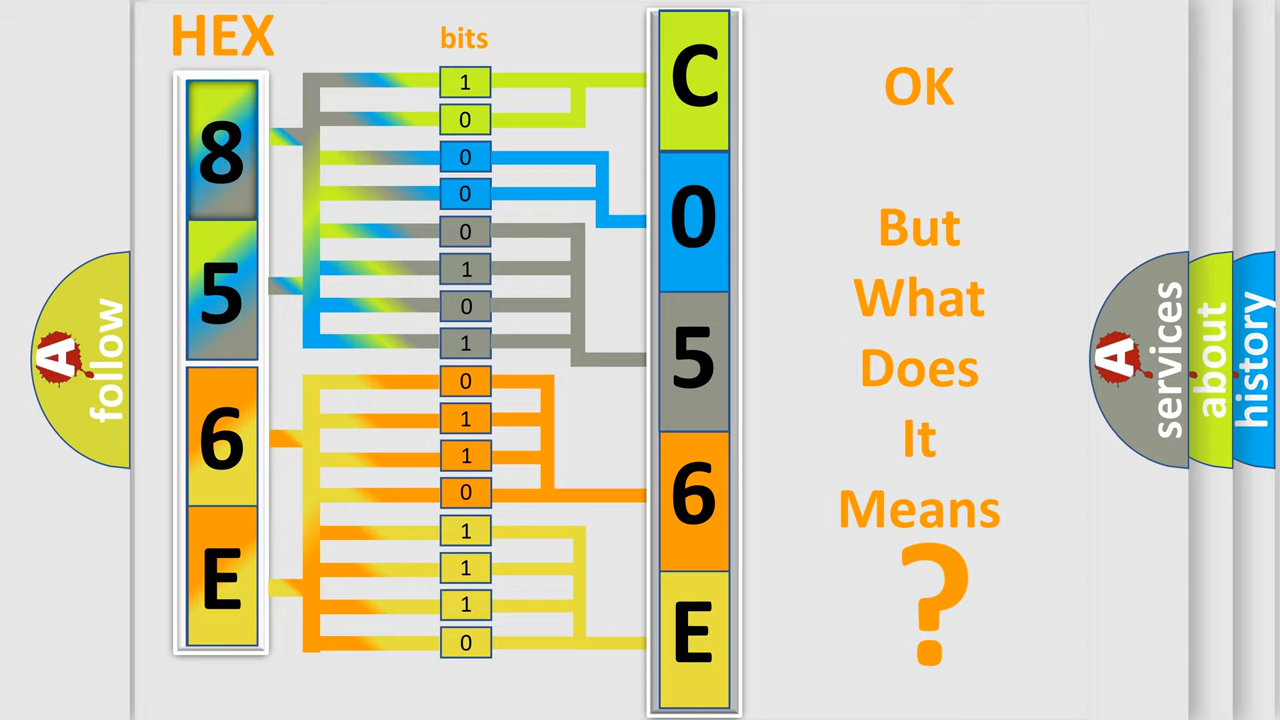 HEX
bits
8
5
6
E
1
0
0
0
0
1
0
1
0
1
1
0
1
1
1
0
C
0
5
6
E
OK
But
What
Does
It
Means
?
A
follow
A
services
about
history